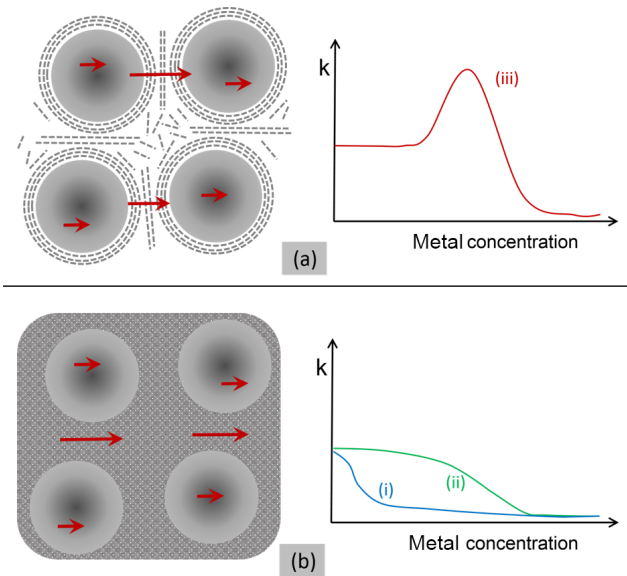 k
(iii)
Metal concentration
(a)
k
(i)
(ii)
Metal concentration
(b)